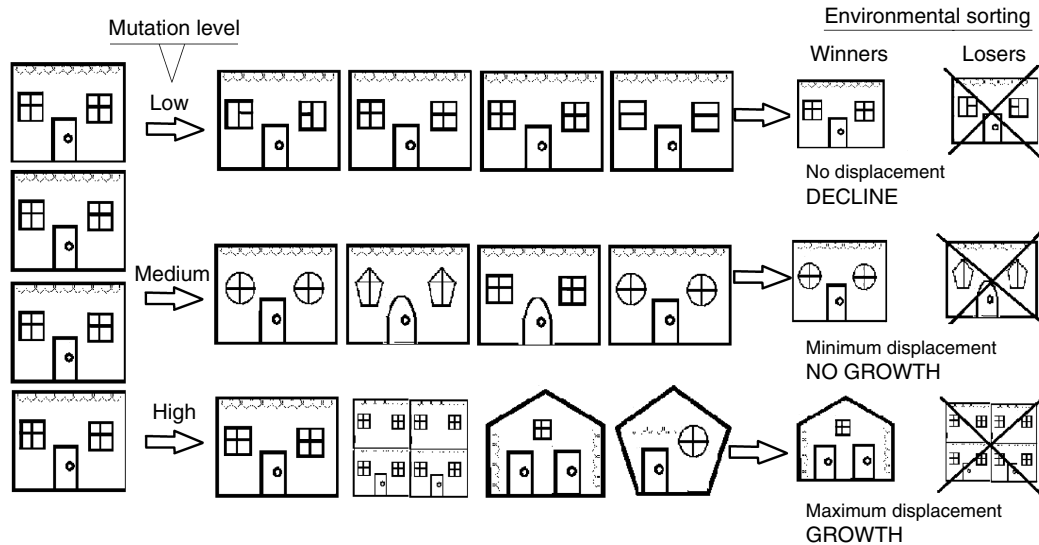 Mutation level
Environmental sorting
Winners
Losers
Low
No displacement
DECLINE
Medium
Minimum displacement
NO GROWTH
High
Maximum displacement
GROWTH